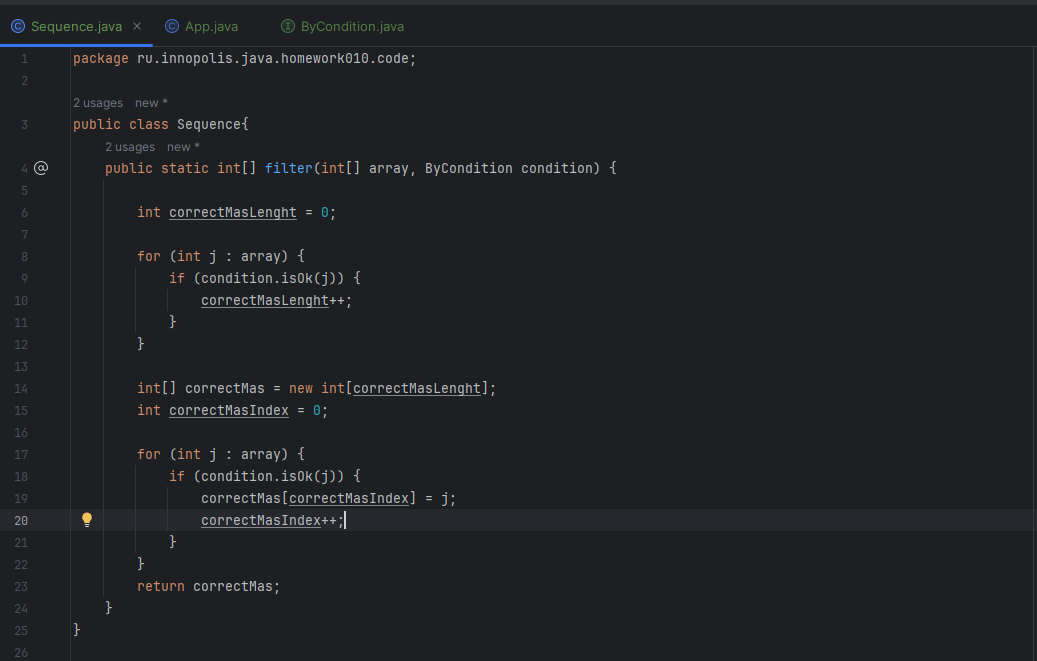 Sequence.java App.java ByCondition.java
1 package ru.innopolis.java.homework010.code;
2
2 usages new *
3 public class Sequence{
2 usages new *
4 @ public static int[] filter(int[] array, ByCondition condition) {
5
6 int correctMasLenght = 0;
7
8 for (int j : array) {
9 if (condition.isOk(j)) {
10 correctMasLenght++;
11 }
12 }
13
14 int[] correctMas = new int[correctMasLenght];
15 int correctMasIndex = 0;
16
17 for (int j : array) {
18 if (condition.isOk(j)) {
19 correctMas[correctMasIndex] = j;
20 correctMasIndex++;
21 }
22 }
23 return correctMas;
24 }
25 }
26